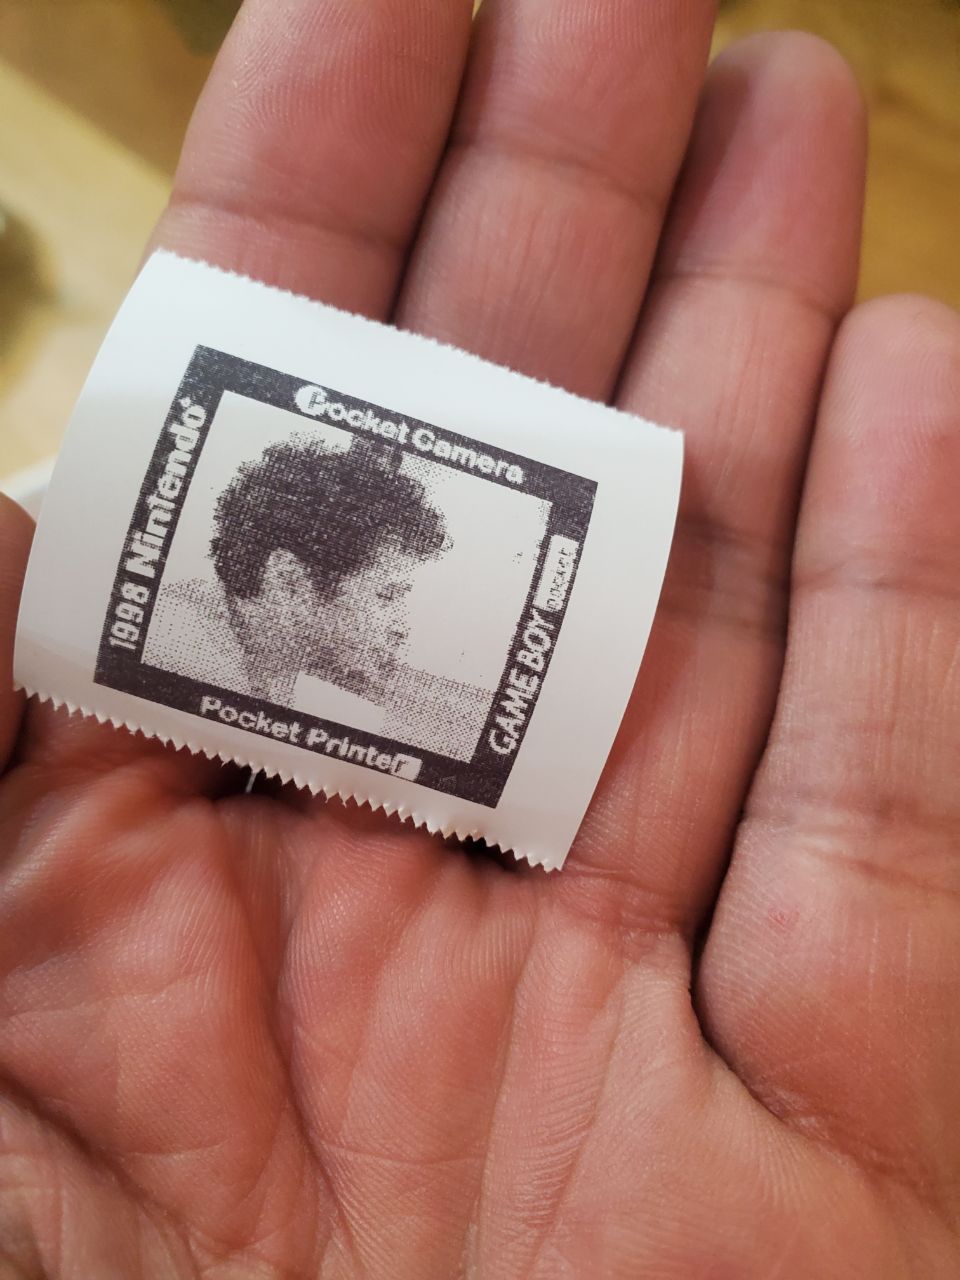 Pocket Camera
1998 Nintendo
GAME BOY
Pocket Printer